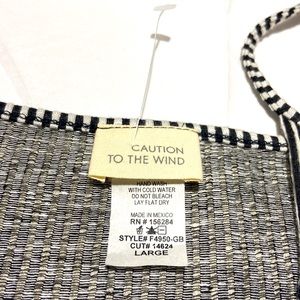 CAUTION
TO THE WIND
HAND WASH
WITH COLD WATER
DO NOT BLEACH
LAY FLAT DRY
MADE IN MEXICO
RN # 156284
STYLE# F4950-GB
CUT# 14624
LARGE